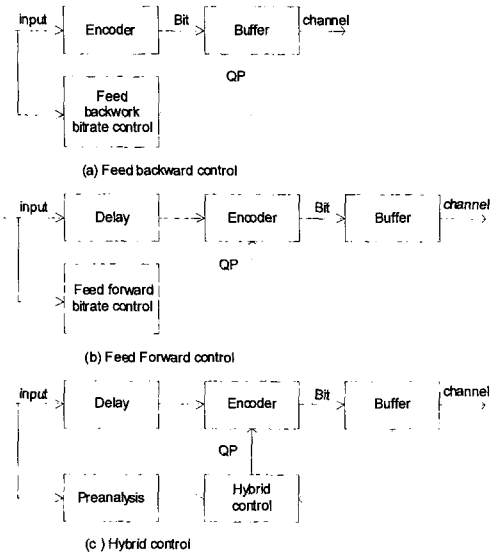 input Encoder Bit Buffer channel
QP
Feed
backwork
bitrate control
(a) Feed backward control
input Delay Encoder Bit Buffer channel
QP
Feed forward
bitrate control
(b) Feed Forward control
input Delay Encoder Bit Buffer channel
QP
Preanalysis Hybrid
control
(c ) Hybrid control